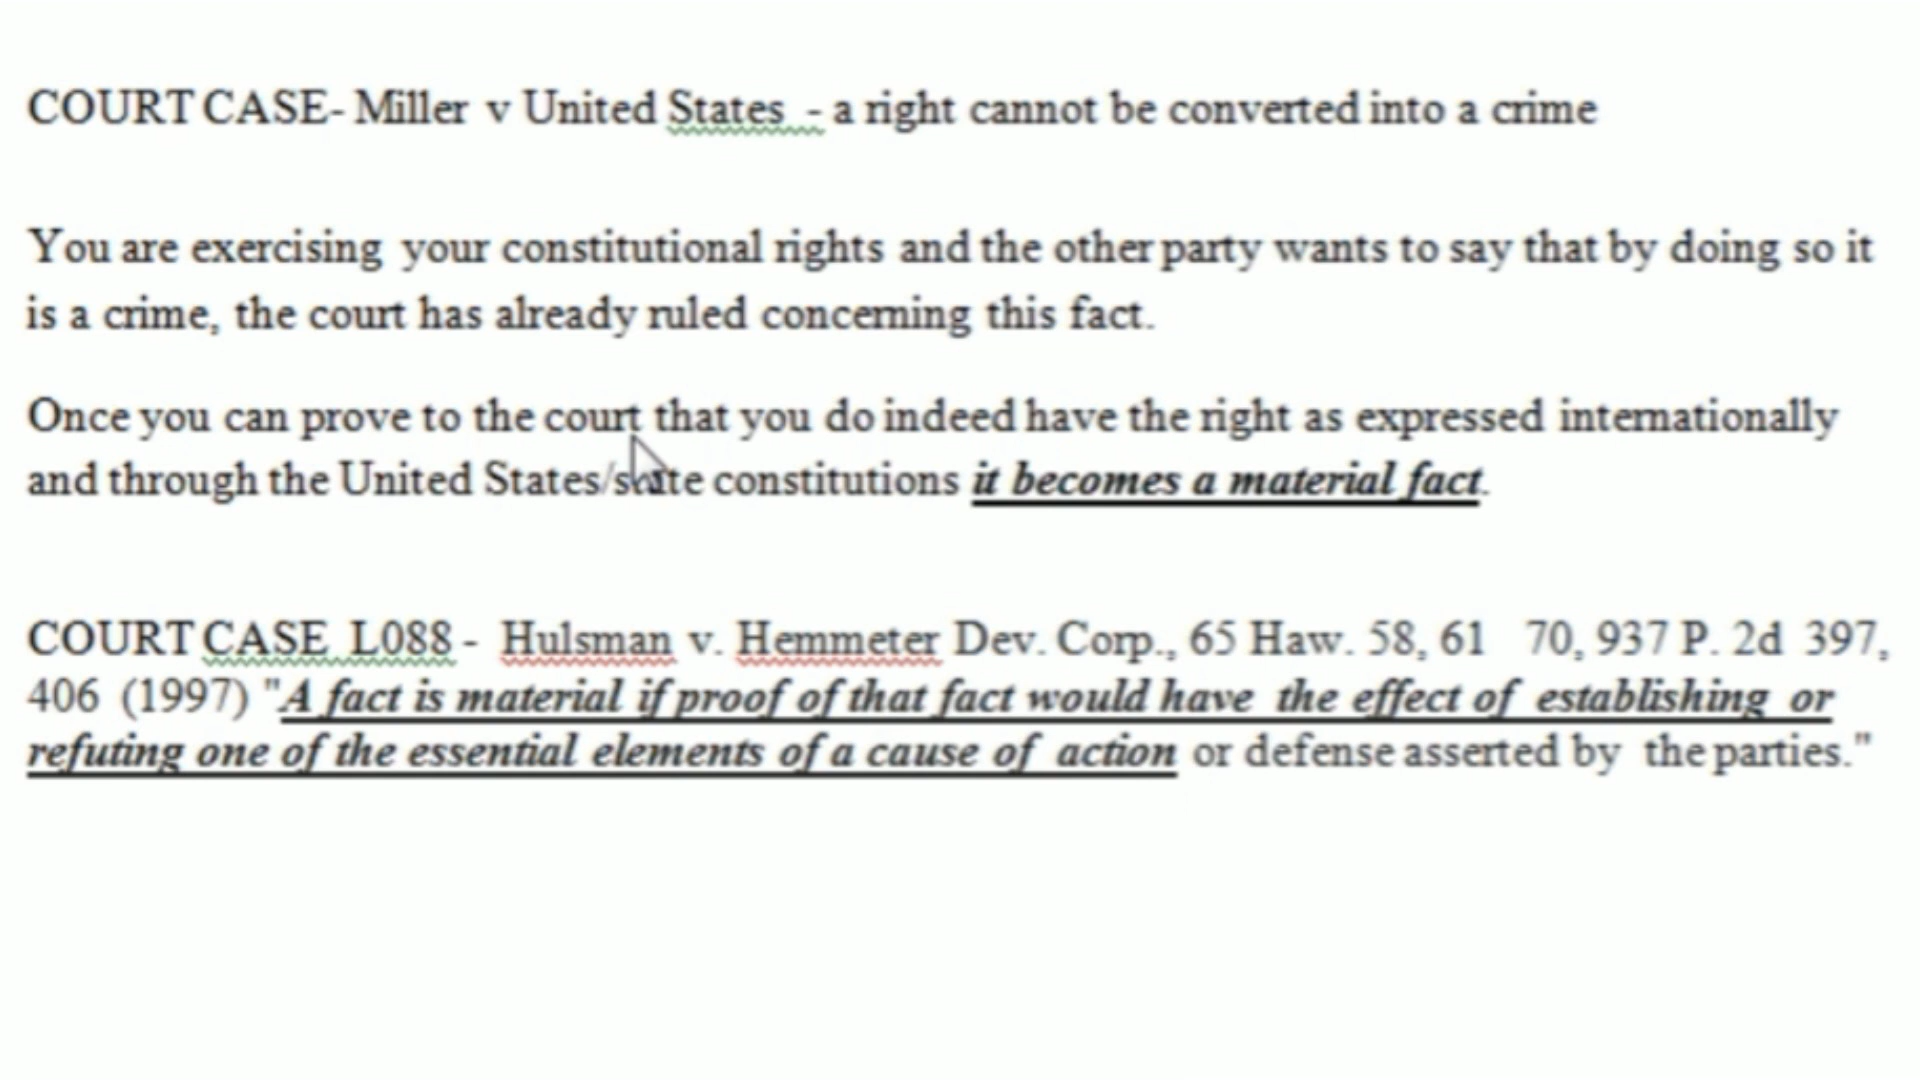 COURT CASE- Miller v United States - a right cannot be converted into a crime
You are exercising your constitutional rights and the other party wants to say that by doing so it
is a crime, the court has already ruled concerning this fact.
Once you can prove to the court that you do indeed have the right as expressed internationally
and through the United States/state constitutions it becomes a material fact.
COURT CASE L088 - Hulsman v. Hemmeter Dev. Corp., 65 Haw. 58, 61 70, 937 P. 2d 397,
406 (1997) "A fact is material if proof of that fact would have the effect of establishing or
refuting one of the essential elements of a cause of action or defense asserted by the parties."